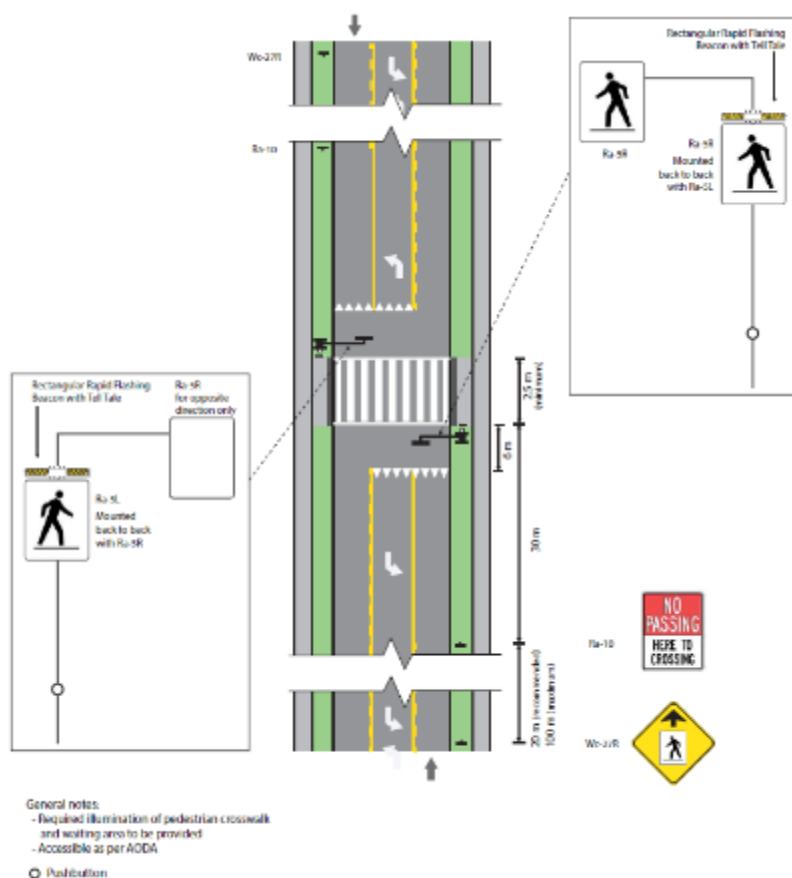 Wc-27R
Ra-10
Rectangular Rapid Flashing
Beacon with Tell Tale
Ra-5R
Ra-5R
Mounted
back to back
with Ra-5L
Rectangular Rapid Flashing
Beacon with Tell Tale
Ra-5R
for opposite
direction only
Ra-5L
Mounted
back to back
with Ra-5R
2.5 m
(minimum)
6 m
30 m
20 m (recommended)
100 m (maximum)
Ra-10
NO
PASSING
HERE TO
CROSSING
Wc-27R
General notes:
- Required illumination of pedestrian crosswalk
and waiting area to be provided
- Accessible as per AODA
Pushbutton